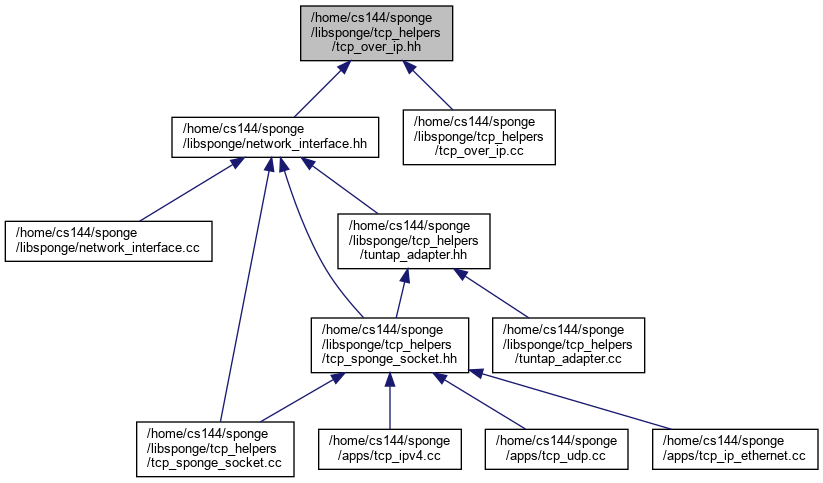 /home/cs144/sponge
/libsponge/tcp_helpers
/tcp_over_ip.hh
/home/cs144/sponge
/libsponge/network_interface.hh
/home/cs144/sponge
/libsponge/tcp_helpers
/tcp_over_ip.cc
/home/cs144/sponge
/libsponge/network_interface.cc
/home/cs144/sponge
/libsponge/tcp_helpers
/tuntap_adapter.hh
/home/cs144/sponge
/libsponge/tcp_helpers
/tcp_sponge_socket.hh
/home/cs144/sponge
/libsponge/tcp_helpers
/tuntap_adapter.cc
/home/cs144/sponge
/libsponge/tcp_helpers
/tcp_sponge_socket.cc
/home/cs144/sponge
/apps/tcp_ipv4.cc
/home/cs144/sponge
/apps/tcp_udp.cc
/home/cs144/sponge
/apps/tcp_ip_ethernet.cc